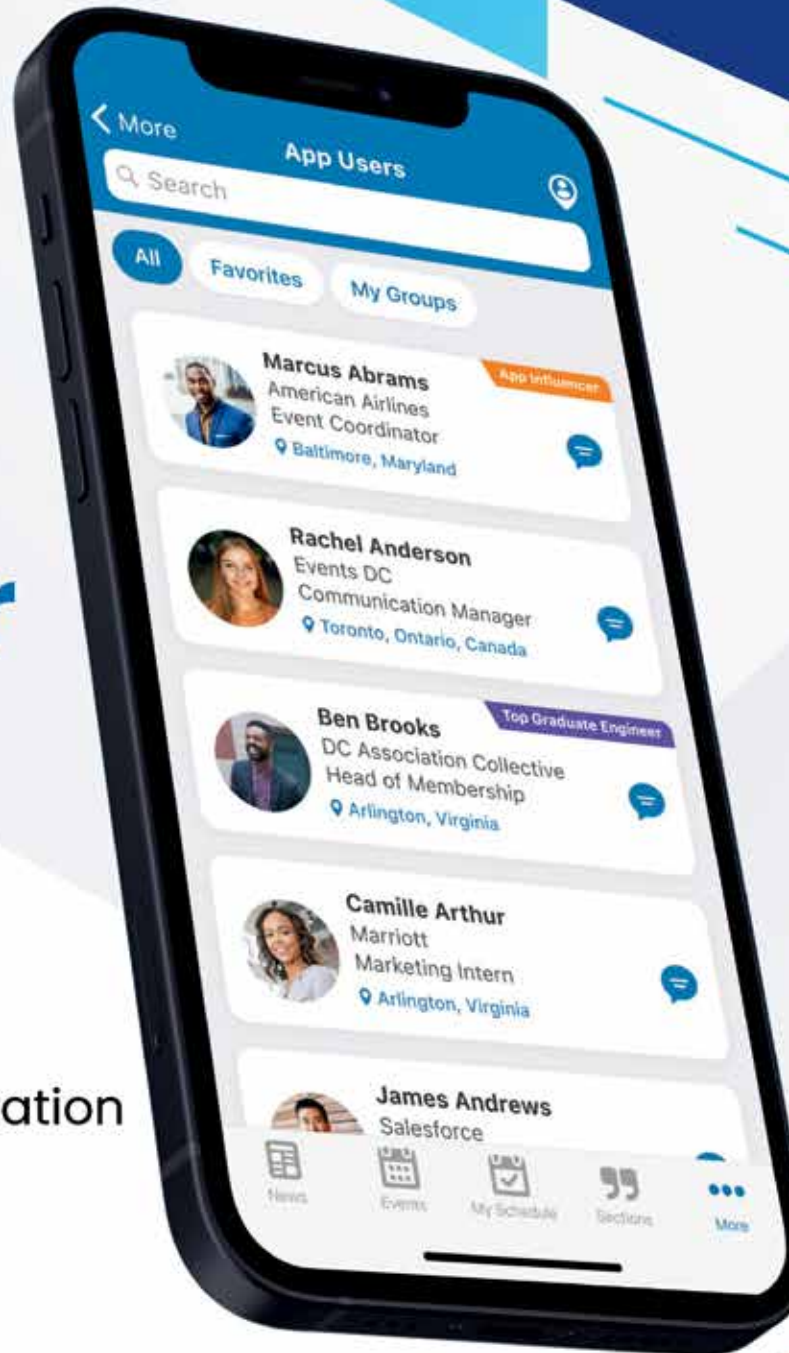 More
App Users
Search
All
Favorites
My Groups
Marcus Abrams
App Influencer
American Airlines
Event Coordinator
Baltimore, Maryland
Rachel Anderson
Events DC
Communication Manager
Toronto, Ontario, Canada
Ben Brooks
Top Graduate Engineer
DC Association Collective
Head of Membership
Arlington, Virginia
Camille Arthur
Marriott
Marketing Intern
Arlington, Virginia
ation
James Andrews
Salesforce
News
Events
My Schedule
Sections
More